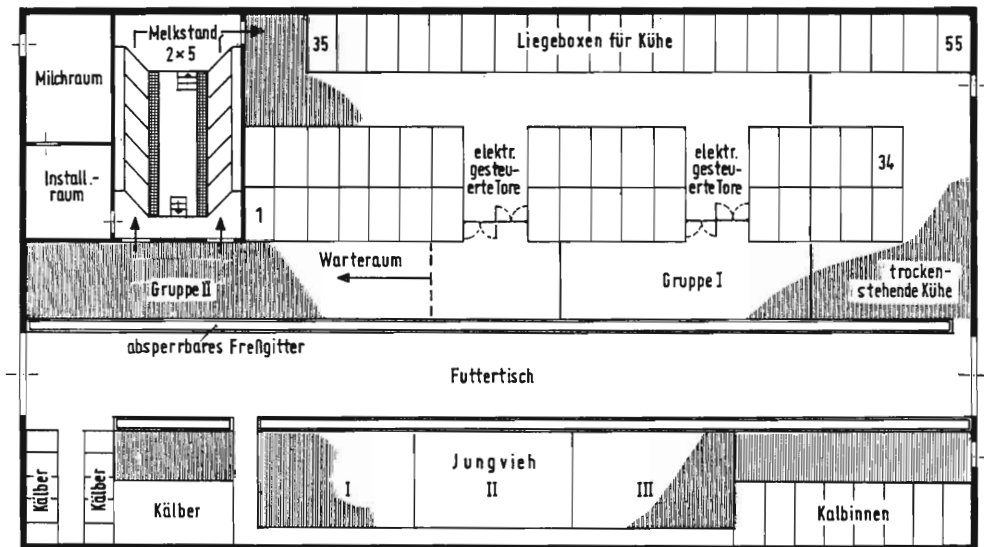 Melkstand
2×5
35
Liegeboxen für Kühe
55
Milchraum
elektr.
gesteu-
erte Tore
elektr.
gesteu-
erte Tore
34
Install.-
raum
1
Warteraum
Gruppe II
Gruppe I
trocken-
stehende Kühe
absperrbares Freßgitter
Futtertisch
Kälber
Kälber
Kälber
Jungvieh
I
II
III
Kalbinnen